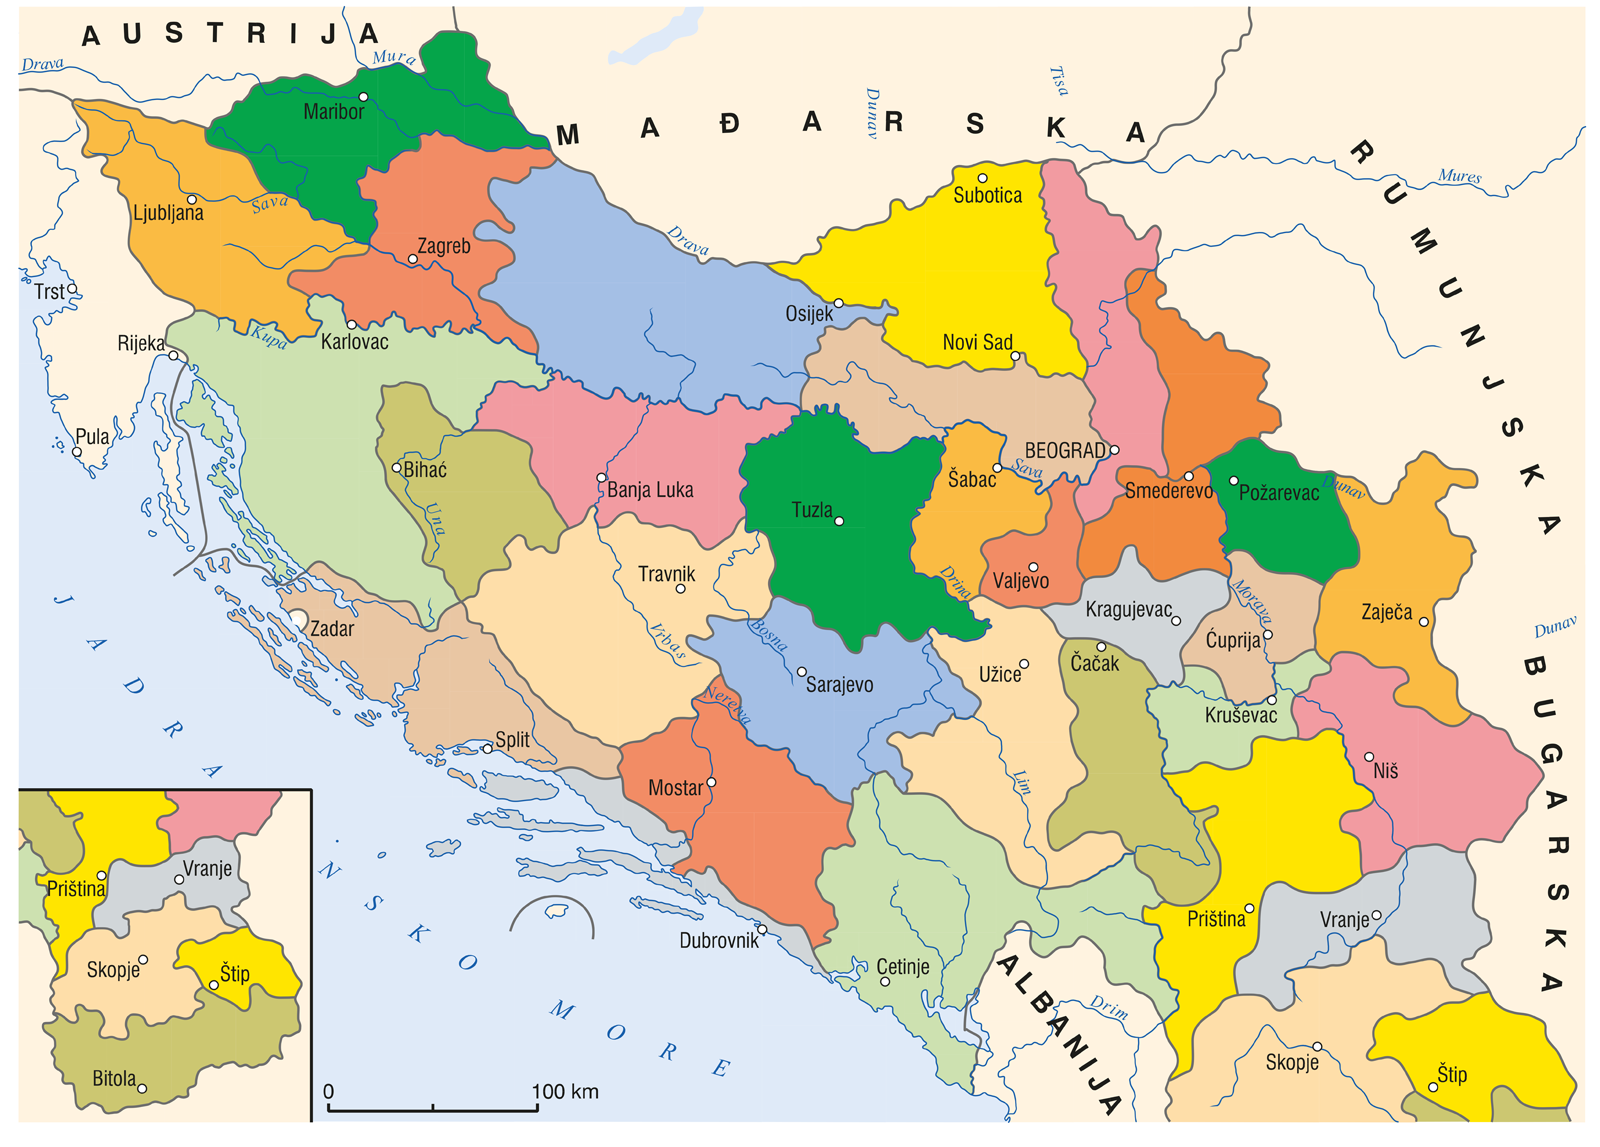 AUSTRIJA
MAĐARSKA
RUMUNJSKA
BUGARSKA
ALBANIJA
JADRANSKO MORE
Drava
Mura
Maribor
Ljubljana
Sava
Zagreb
Drava
Dunav
Tisa
Mures
Subotica
Trst
Rijeka
Kupa
Karlovac
Osijek
Novi Sad
Pula
Bihać
Una
Banja Luka
Tuzla
Šabac
BEOGRAD
Sava
Smederevo
Požarevac
Dunav
Travnik
Vrbas
Bosna
Drina
Valjevo
Kragujevac
Morava
Ćuprija
Zaječa
Dunav
Zadar
Sarajevo
Užice
Čačak
Kruševac
Neretva
Split
Mostar
Lim
Niš
Dubrovnik
Cetinje
Priština
Vranje
Drim
Skopje
Štip
Priština
Vranje
Skopje
Štip
Bitola
0 100 km